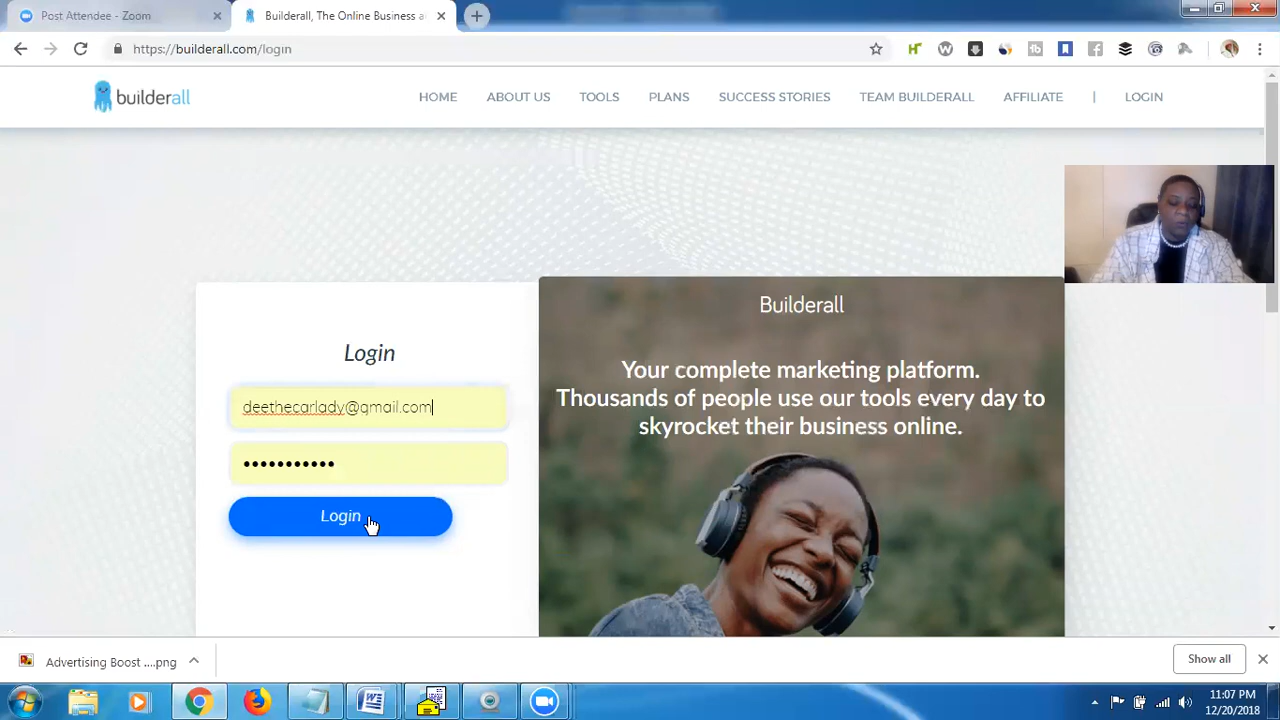 Post Attendee - Zoom
Builderall, The Online Business a
https://builderall.com/login
builderall
HOME
ABOUT US
TOOLS
PLANS
SUCCESS STORIES
TEAM BUILDERALL
AFFILIATE
|
LOGIN
Login
deethecarlady@gmail.com
•••••••••••
Login
Builderall
Your complete marketing platform.
Thousands of people use our tools every day to
skyrocket their business online.
Advertising Boost ....png
Show all
11:07 PM
12/20/2018